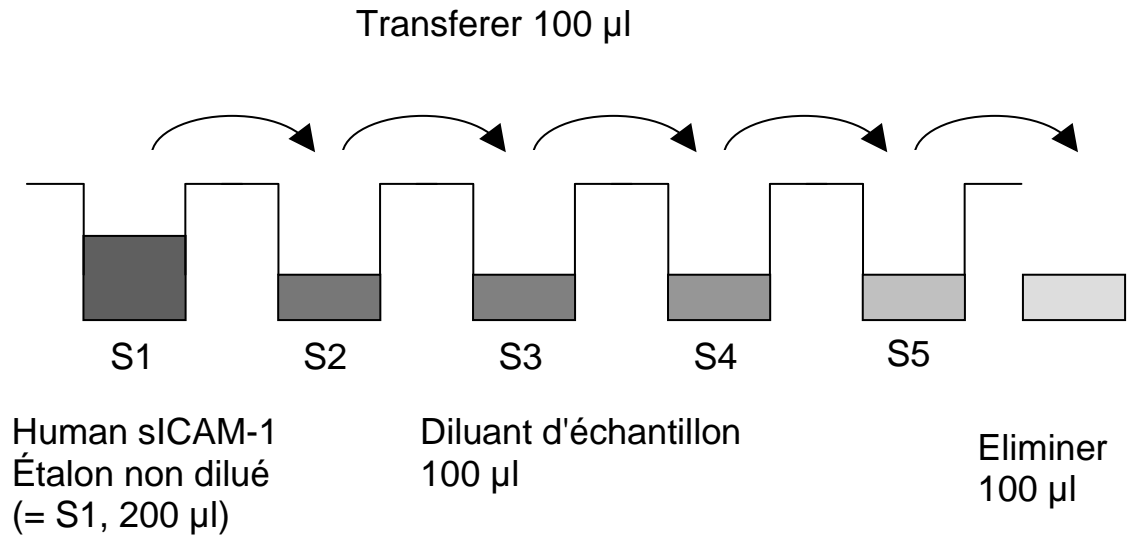 Transferer 100 µl
S1
S2
S3
S4
S5
Human sICAM-1
Étalon non dilué
(= S1, 200 µl)
Diluant d'échantillon
100 µl
Eliminer
100 µl